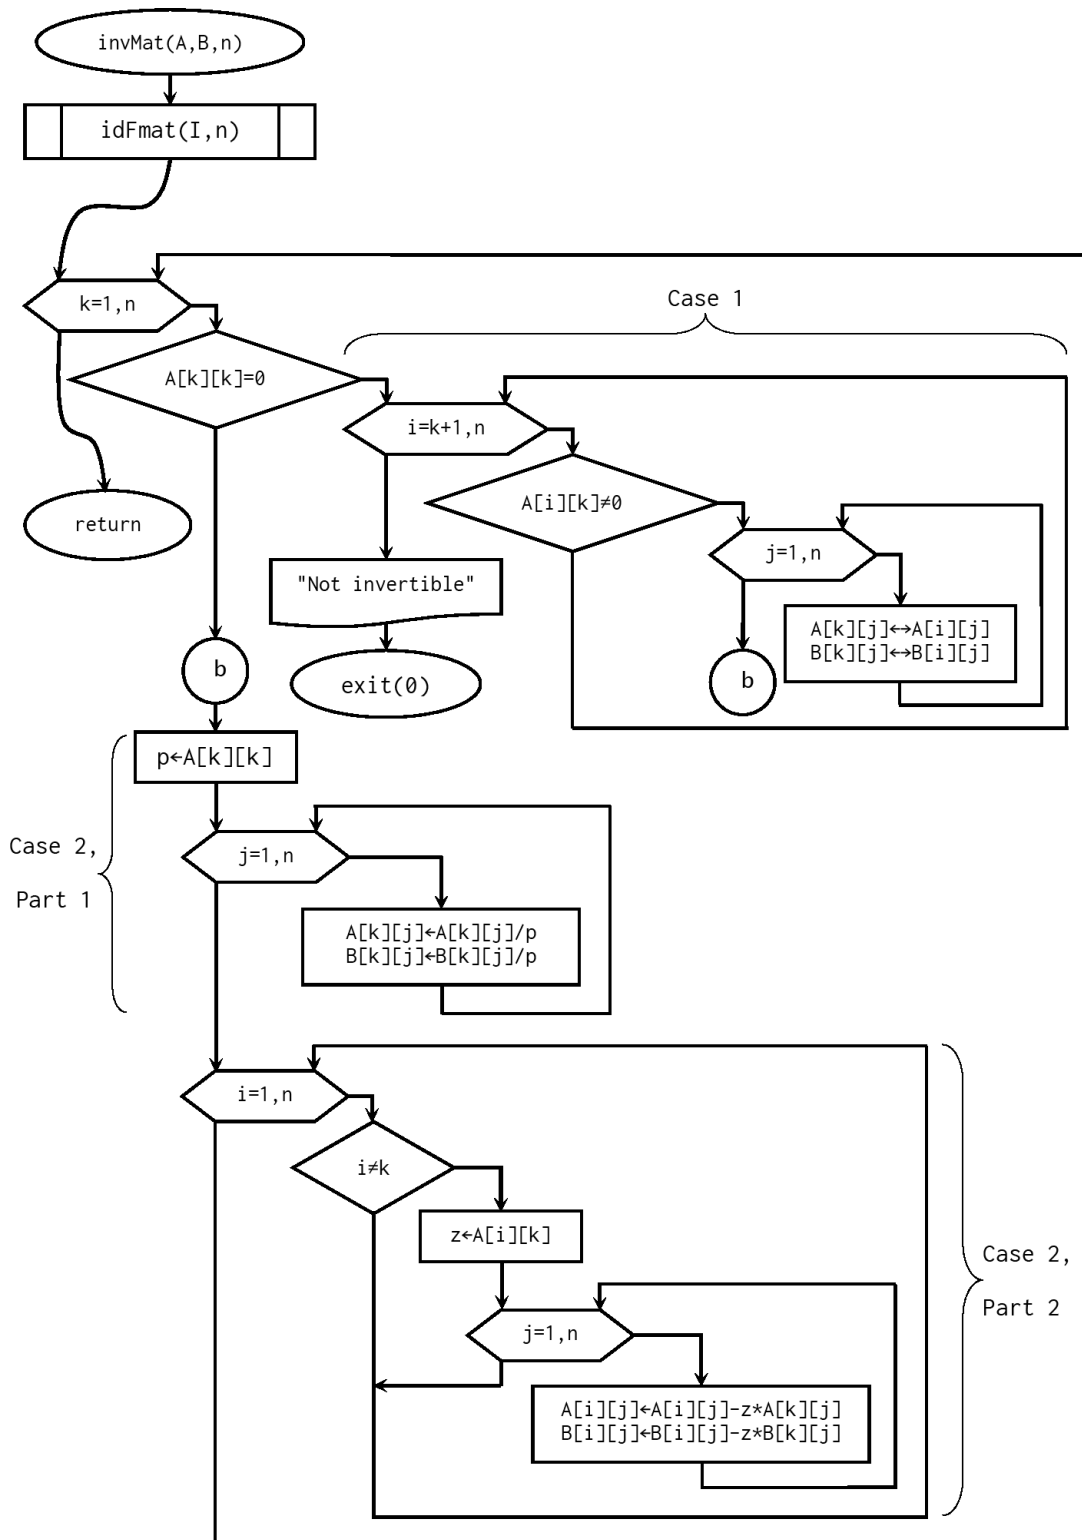 invMat(A,B,n)
idFmat(I,n)
k=1,n
Case 1
A[k][k]=0
i=k+1,n
A[i][k]≠0
return
j=1,n
"Not invertible"
A[k][j]↔A[i][j]
B[k][j]↔B[i][j]
b
exit(0)
b
p←A[k][k]
Case 2,
Part 1
j=1,n
A[k][j]←A[k][j]/p
B[k][j]←B[k][j]/p
i=1,n
i≠k
z←A[i][k]
Case 2,
Part 2
j=1,n
A[i][j]←A[i][j]-z*A[k][j]
B[i][j]←B[i][j]-z*B[k][j]